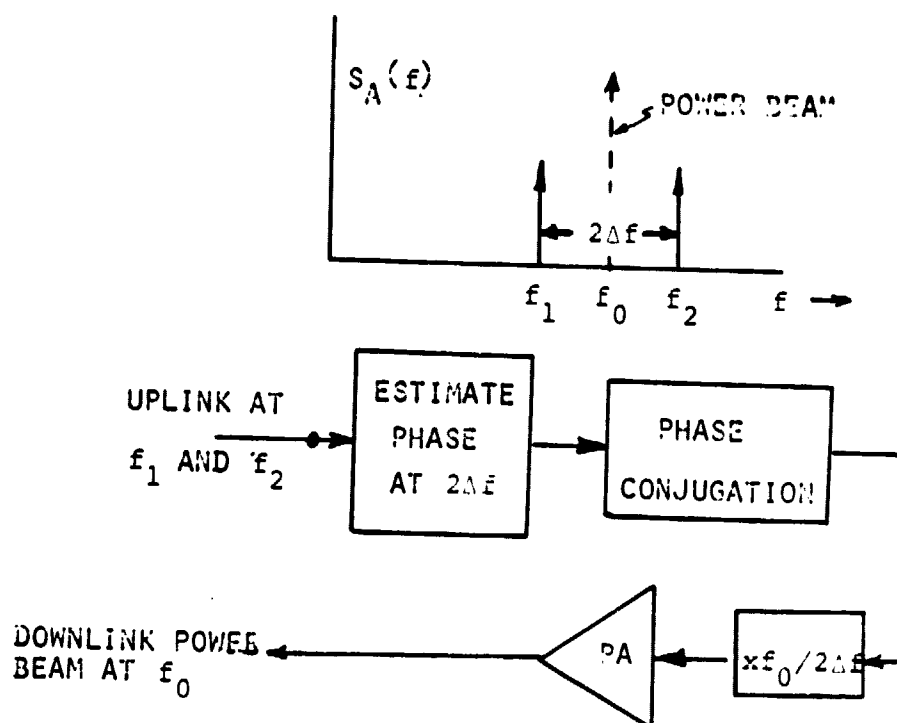 S_A(f)
POWER BEAM
2Δf
f_1 f_0 f_2 f
UPLINK AT
f_1 AND f_2
ESTIMATE
PHASE
AT 2Δf
PHASE
CONJUGATION
DOWNLINK POWER
BEAM AT f_0
PA
xf_0/2Δf